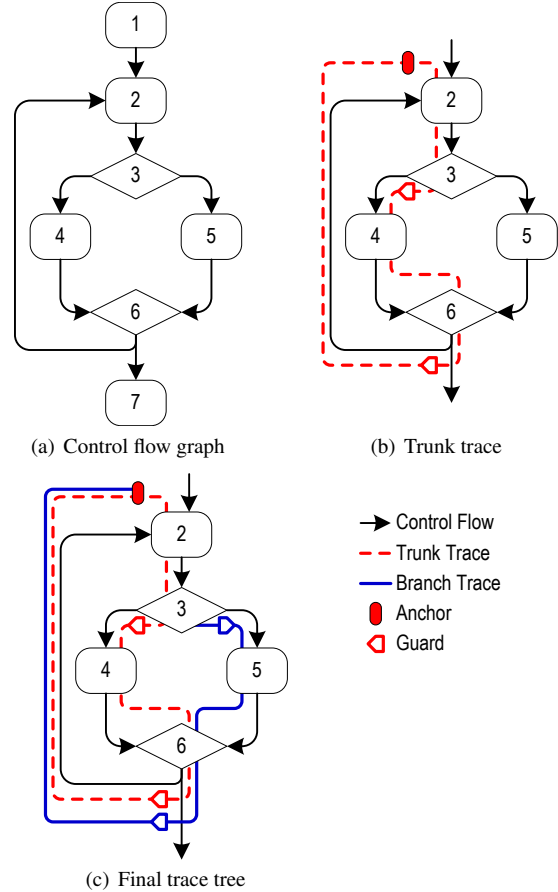 1
2
3
4
5
6
7
(a) Control flow graph
2
3
4
5
6
(b) Trunk trace
2
3
4
5
6
(c) Final trace tree
Control Flow
Trunk Trace
Branch Trace
Anchor
Guard